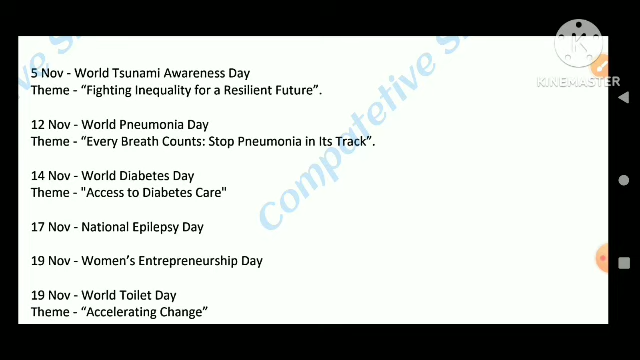 5 Nov - World Tsunami Awareness Day
Theme - “Fighting Inequality for a Resilient Future”.
12 Nov - World Pneumonia Day
Theme - “Every Breath Counts: Stop Pneumonia in Its Track”.
14 Nov - World Diabetes Day
Theme - "Access to Diabetes Care"
17 Nov - National Epilepsy Day
19 Nov - Women’s Entrepreneurship Day
19 Nov - World Toilet Day
Theme - “Accelerating Change”
Compatetive
KINEMASTER